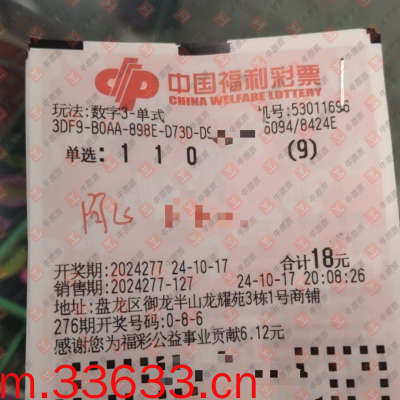 中国福利彩票
CHINA WELFARE LOTTERY
玩法:数字3-单式 机号:53011696
3DF9-B0AA-898E-D73D-D9 6094/8424E
单选: 1 1 0 (9)
开奖期:2024277 24-10-17 合计18元
销售期:2024277-127 24-10-17 20:08:26
地址:盘龙区御龙半山龙耀苑3栋1号商铺
276期开奖号码:0-8-6
感谢您为福彩公益事业贡献6.12元
m.33633.cn